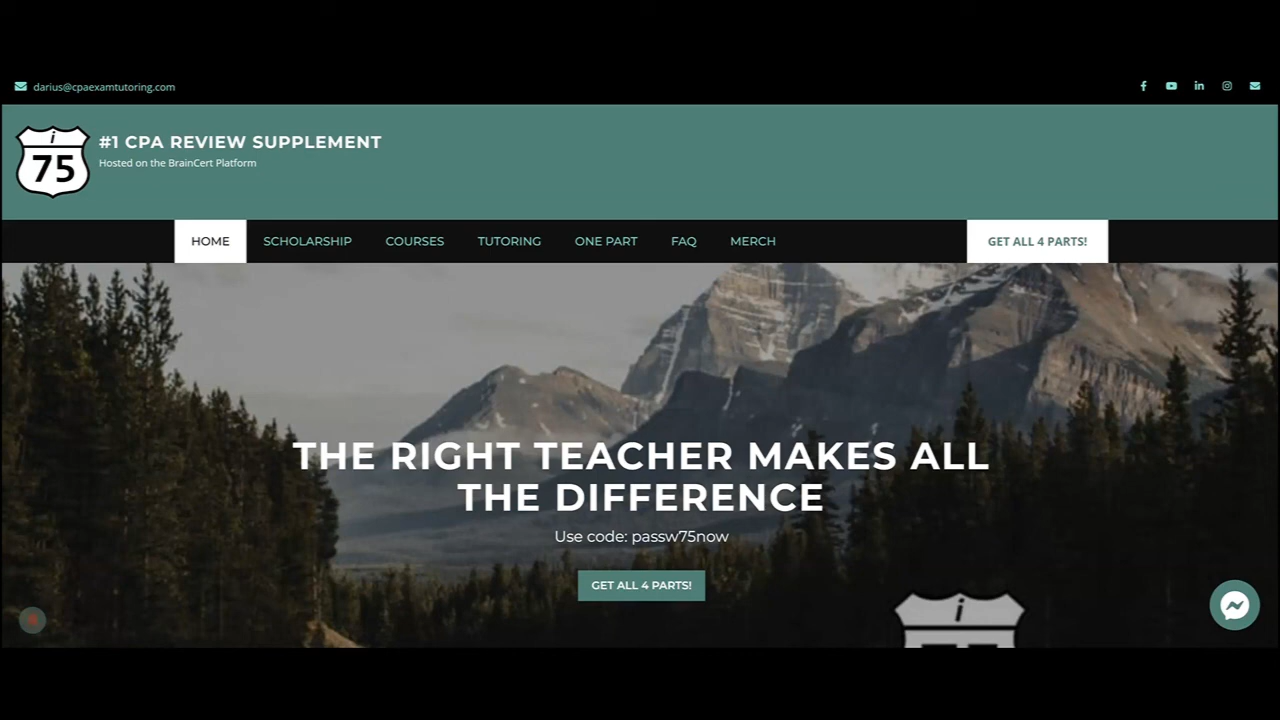 darius@cpaexamtutoring.com
i
75
#1 CPA REVIEW SUPPLEMENT
Hosted on the BrainCert Platform
HOME SCHOLARSHIP COURSES TUTORING ONE PART FAQ MERCH GET ALL 4 PARTS!
THE RIGHT TEACHER MAKES ALL
THE DIFFERENCE
Use code: passw75now
GET ALL 4 PARTS!
i